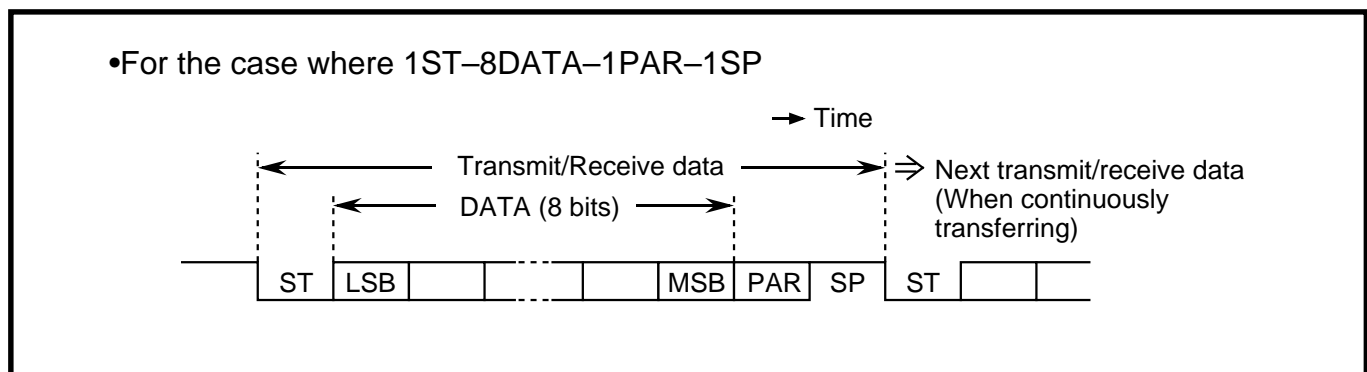 •For the case where 1ST–8DATA–1PAR–1SP
→ Time
Transmit/Receive data
⇒ Next transmit/receive data
(When continuously
transferring)
DATA (8 bits)
ST LSB MSB PAR SP ST